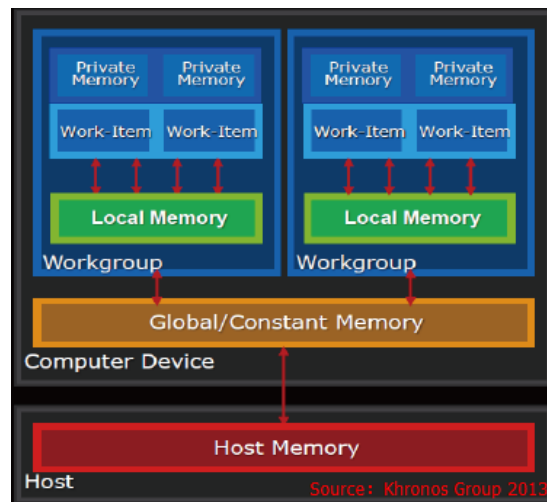 Private Memory Private Memory Private Memory Private Memory
Work-Item Work-Item Work-Item Work-Item
Local Memory Local Memory
Workgroup Workgroup
Global/Constant Memory
Computer Device
Host Memory
Host
Source: Khronos Group 2013